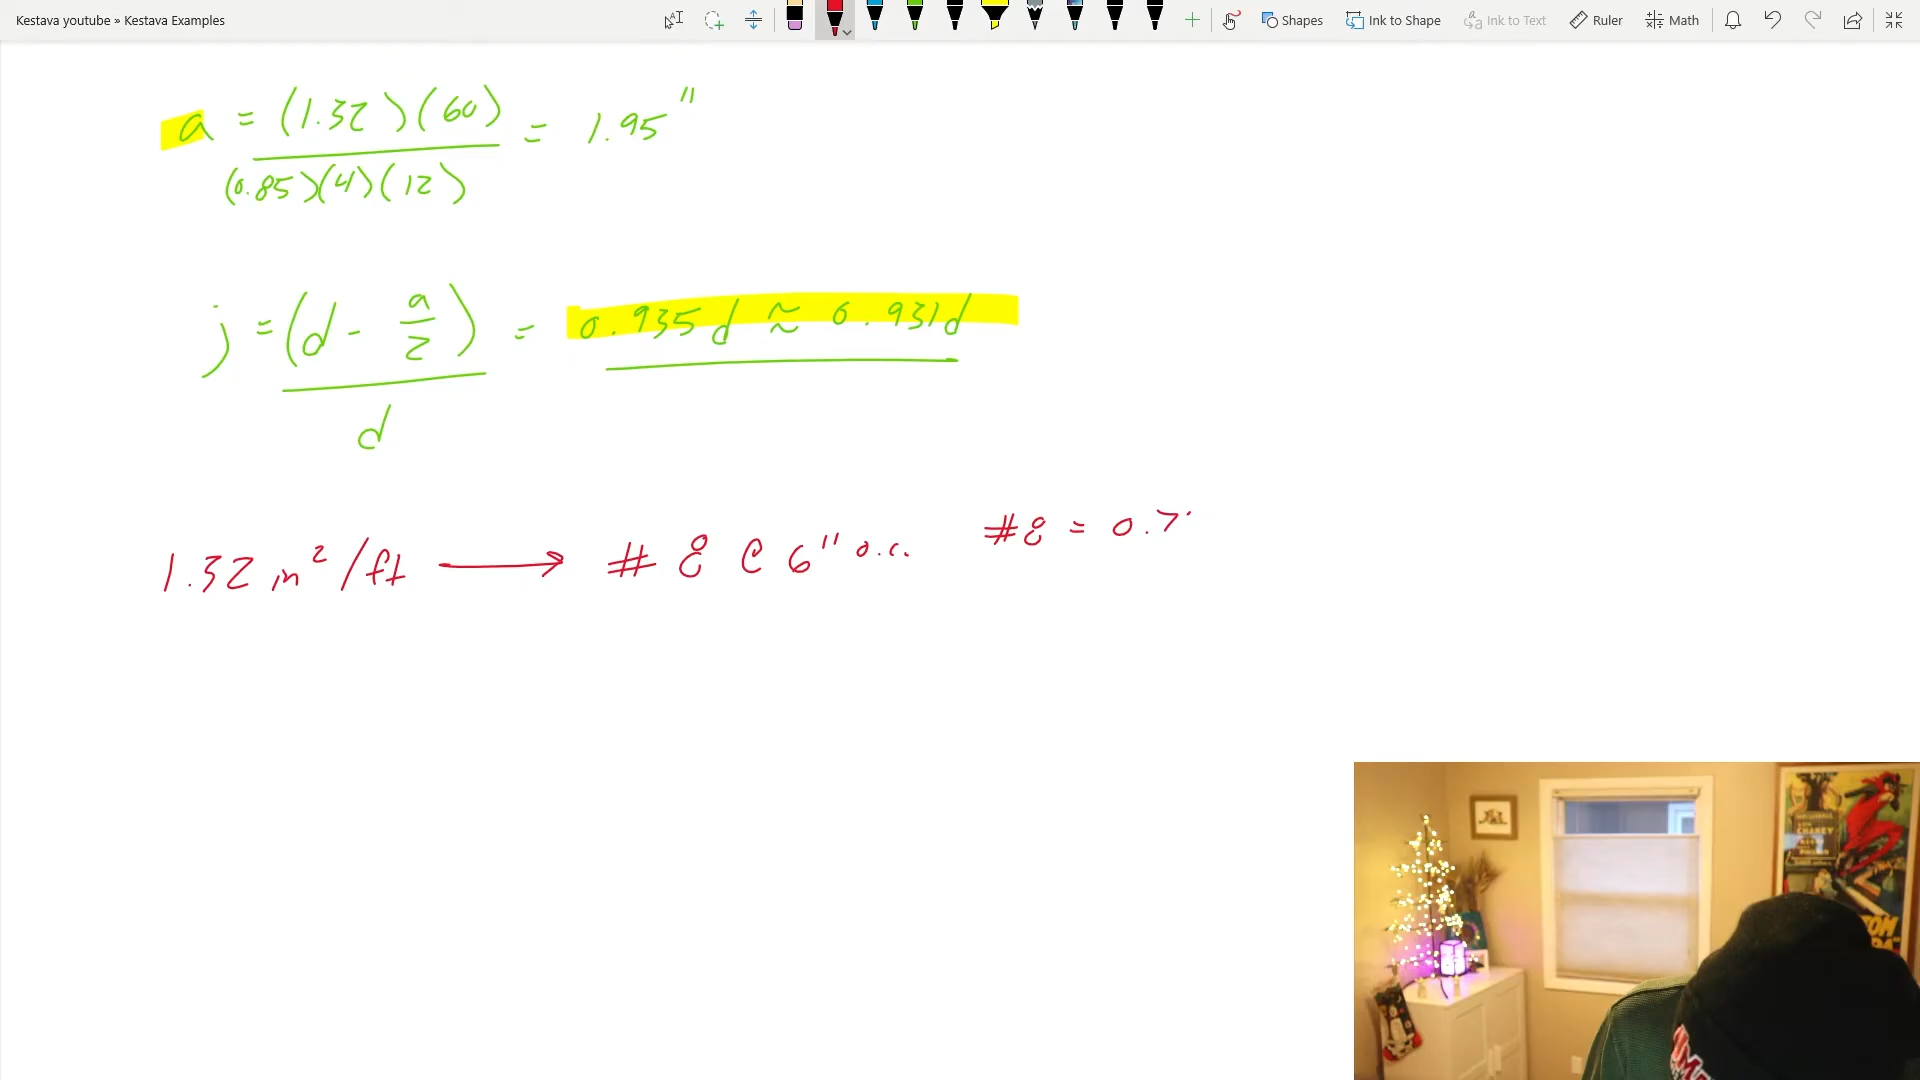 Kestava youtube » Kestava Examples
Shapes
Ink to Shape
Ink to Text
Ruler
Math
a = (1.32)(60) / (0.85)(4)(12) = 1.95"
j = (d - a/2) / d = 0.935d ≈ 0.931d
1.32 in²/ft → #8 @ 6" o.c.
#8 = 0.7
CHANEY